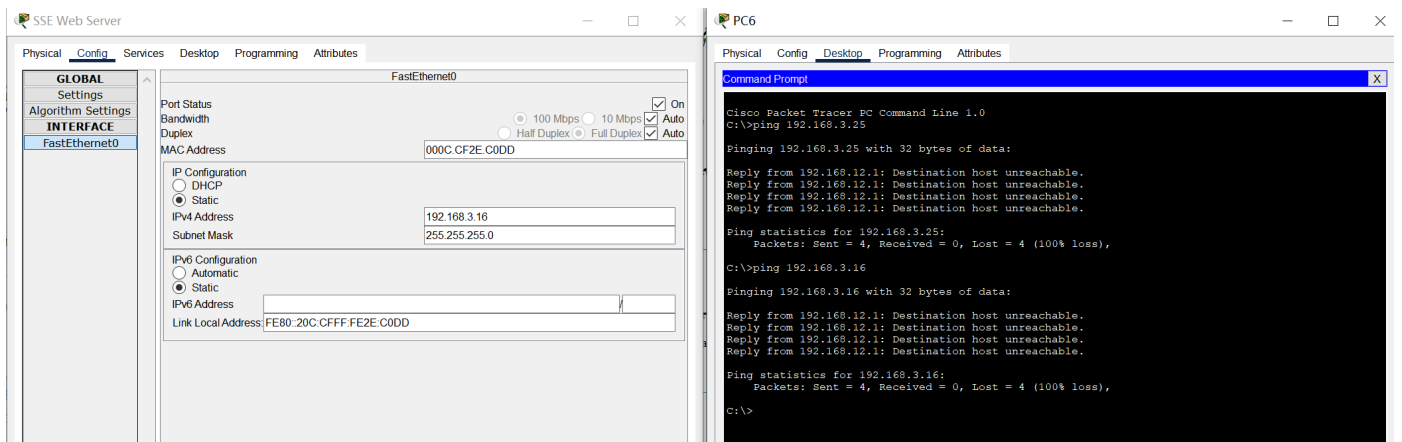 SSE Web Server
Physical Config Services Desktop Programming Attributes
GLOBAL
Settings
Algorithm Settings
INTERFACE
FastEthernet0
FastEthernet0
Port Status On
Bandwidth 100 Mbps 10 Mbps Auto
Duplex Half Duplex Full Duplex Auto
MAC Address 000C.CF2E.C0DD
IP Configuration
DHCP
Static
IPv4 Address 192.168.3.16
Subnet Mask 255.255.255.0
IPv6 Configuration
Automatic
Static
IPv6 Address /
Link Local Address: FE80::20C:CFFF:FE2E:C0DD
PC6
Physical Config Desktop Programming Attributes
Command Prompt X
Cisco Packet Tracer PC Command Line 1.0
C:\>ping 192.168.3.25
Pinging 192.168.3.25 with 32 bytes of data:
Reply from 192.168.12.1: Destination host unreachable.
Reply from 192.168.12.1: Destination host unreachable.
Reply from 192.168.12.1: Destination host unreachable.
Reply from 192.168.12.1: Destination host unreachable.
Ping statistics for 192.168.3.25:
Packets: Sent = 4, Received = 0, Lost = 4 (100% loss),
C:\>ping 192.168.3.16
Pinging 192.168.3.16 with 32 bytes of data:
Reply from 192.168.12.1: Destination host unreachable.
Reply from 192.168.12.1: Destination host unreachable.
Reply from 192.168.12.1: Destination host unreachable.
Reply from 192.168.12.1: Destination host unreachable.
Ping statistics for 192.168.3.16:
Packets: Sent = 4, Received = 0, Lost = 4 (100% loss),
C:\>